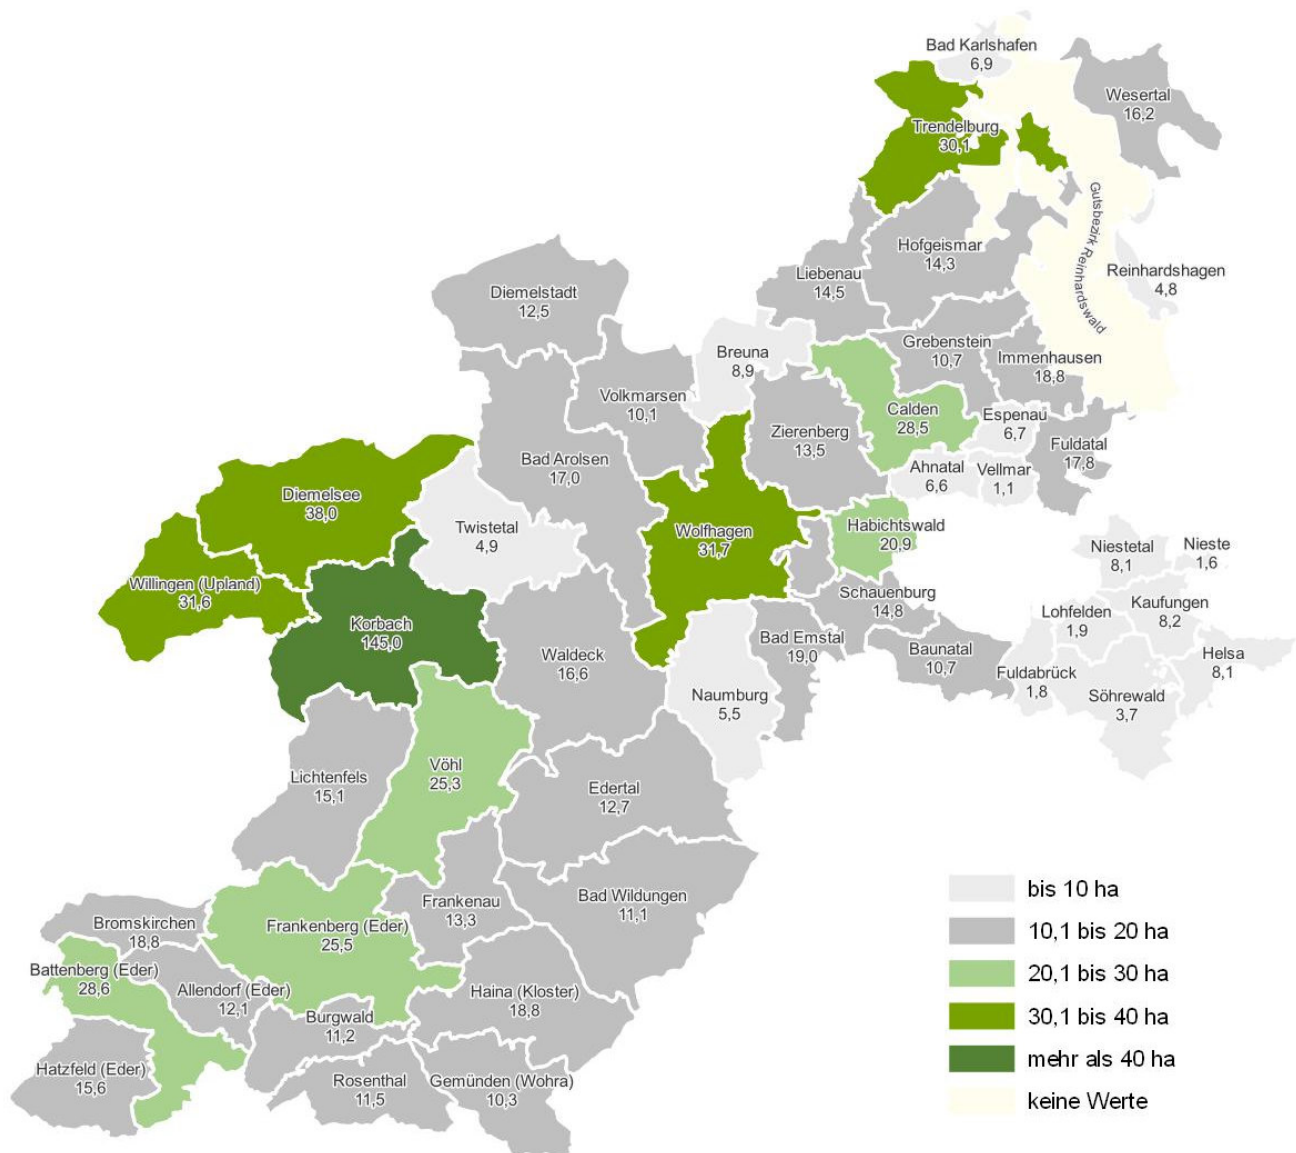 Bad Karlshafen
6,9
Wesertal
16,2
Trendelburg
30,1
Gutsbezirk Reinhardswald
Hofgeismar
14,3
Liebenau
14,5
Reinhardshagen
4,8
Diemelstadt
12,5
Grebenstein
10,7
Breuna
8,9
Immenhausen
18,8
Volkmarsen
10,1
Calden
28,5
Espenau
6,7
Zierenberg
13,5
Fuldatal
17,8
Bad Arolsen
17,0
Ahnatal
6,6
Vellmar
1,1
Diemelsee
38,0
Twistetal
4,9
Wolfhagen
31,7
Habichtswald
20,9
Niestetal
8,1
Nieste
1,6
Willingen (Upland)
31,6
Schauenburg
14,8
Lohfelden
1,9
Kaufungen
8,2
Korbach
145,0
Waldeck
16,6
Bad Emstal
19,0
Baunatal
10,7
Helsa
8,1
Fuldabrück
1,8
Naumburg
5,5
Söhrewald
3,7
Lichtenfels
15,1
Vöhl
25,3
Edertal
12,7
Bad Wildungen
11,1
Frankenau
13,3
Bromskirchen
18,8
Frankenberg (Eder)
25,5
Battenberg (Eder)
28,6
Allendorf (Eder)
12,1
Haina (Kloster)
18,8
Burgwald
11,2
Hatzfeld (Eder)
15,6
Rosenthal
11,5
Gemünden (Wohra)
10,3
bis 10 ha
10,1 bis 20 ha
20,1 bis 30 ha
30,1 bis 40 ha
mehr als 40 ha
keine Werte